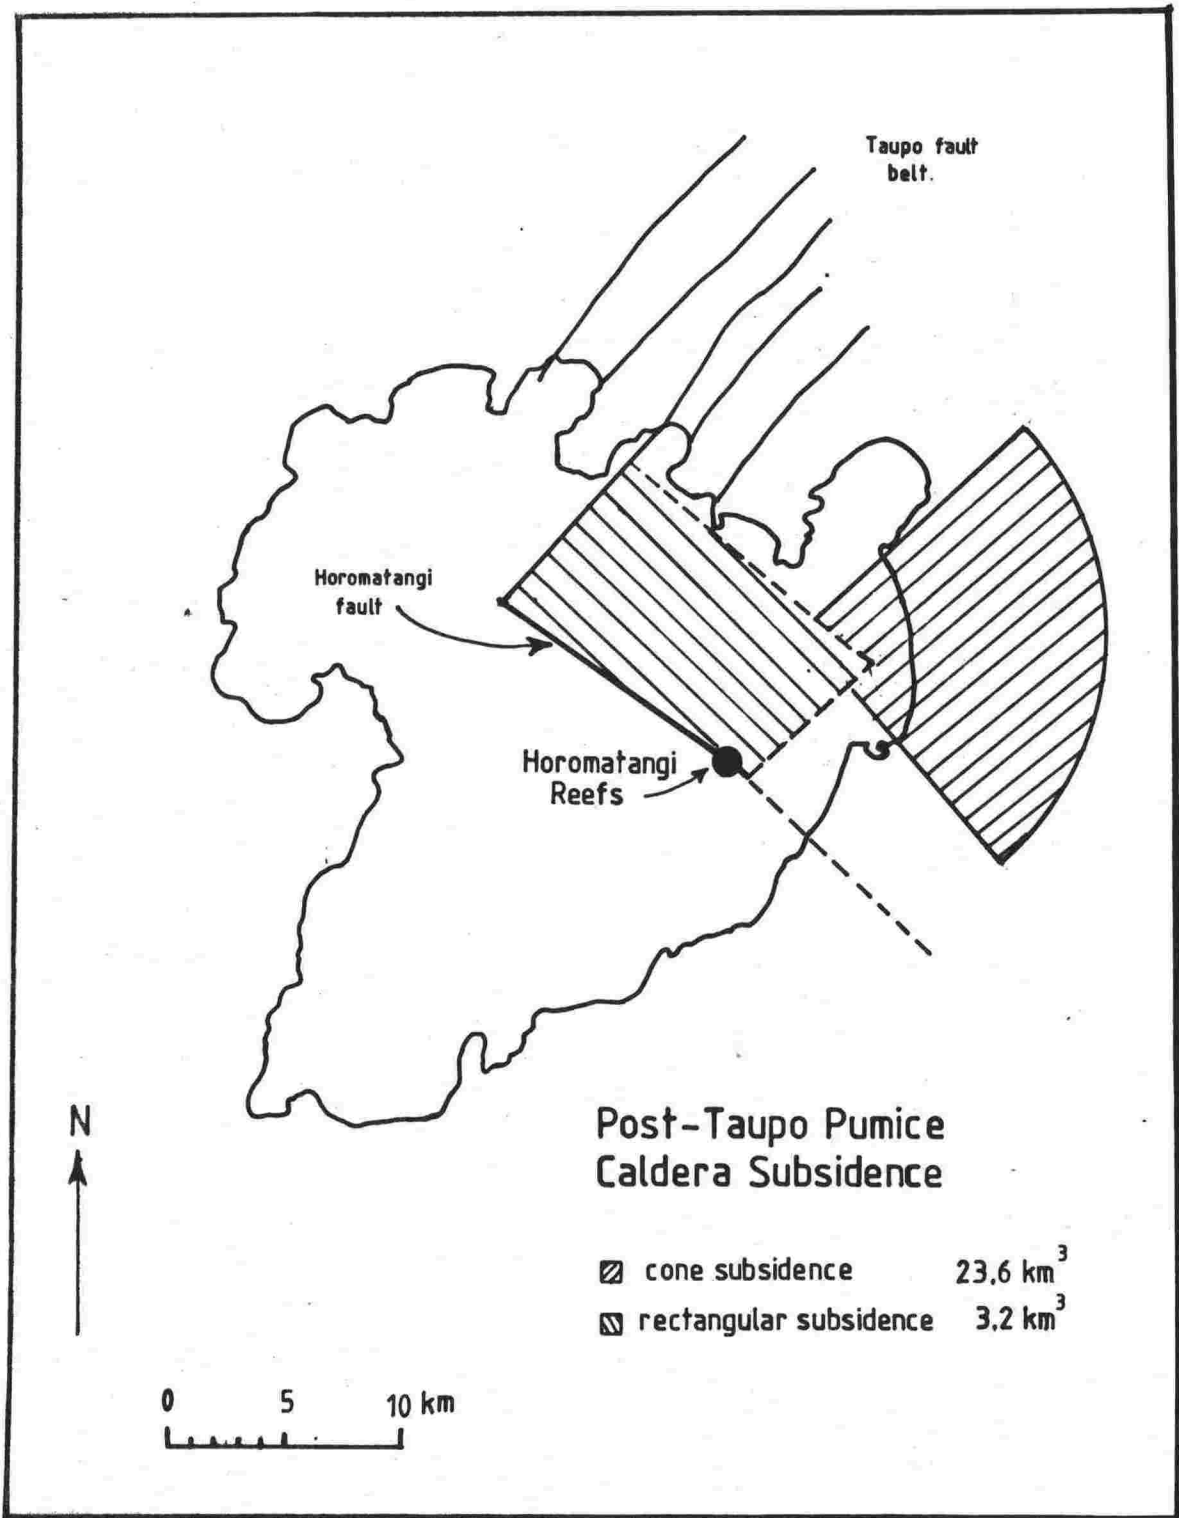 Taupo fault
belt.
Horomatangi
fault
Horomatangi
Reefs
N
Post-Taupo Pumice
Caldera Subsidence
cone subsidence 23.6 km³
rectangular subsidence 3.2 km³
0 5 10 km